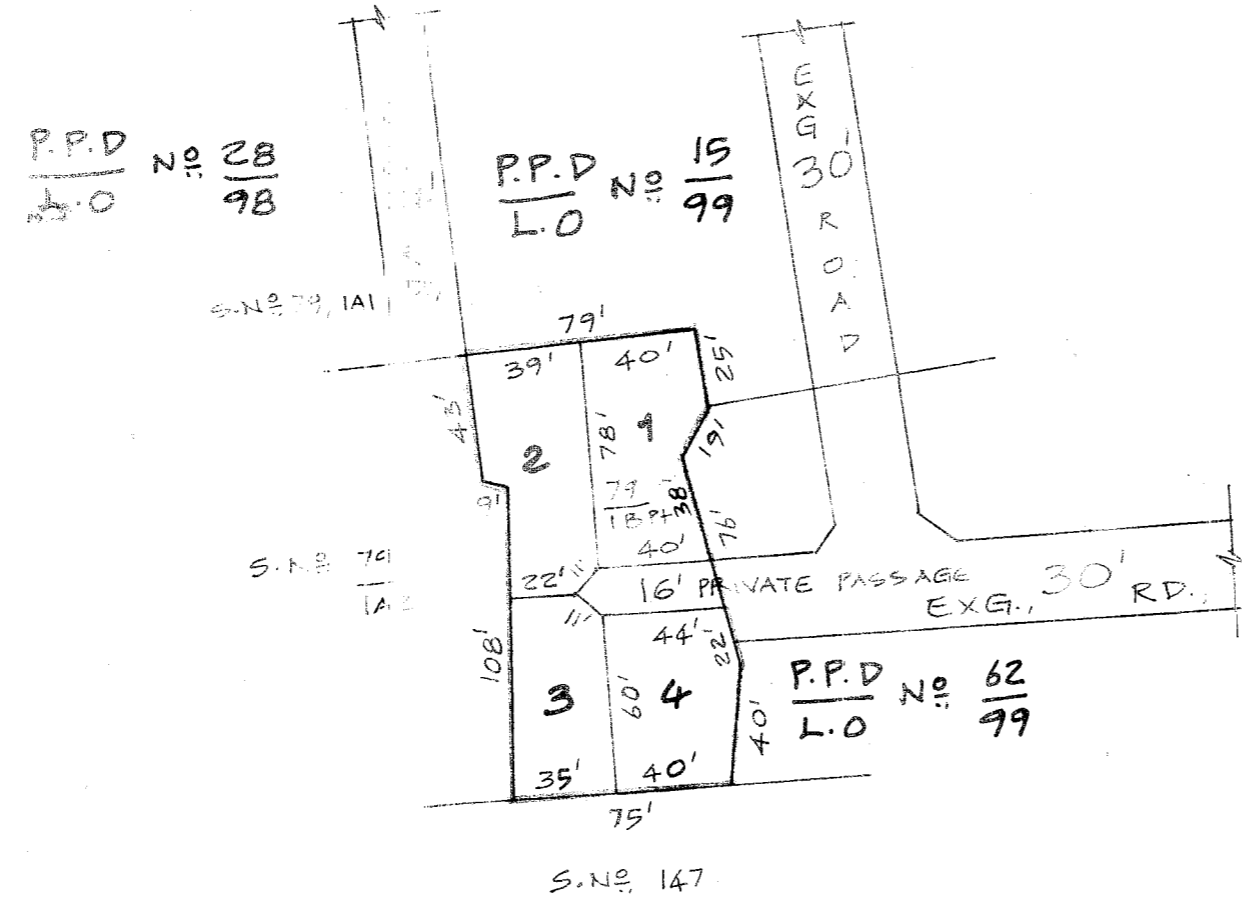 P.P.D
L.O Nº 28
98
P.P.D
L.O Nº 15
99
EXG 30' ROAD
S.Nº 79, 1A1
79'
39'
40'
25'
43'
78'
1
19'
2
9'
79
1B Pt
38'
76'
40'
S.Nº 79
1A2
22'
11'
16' PRIVATE PASSAGE
EXG., 30' RD.,
11'
44'
22'
108'
3
60'
4
40'
P.P.D
L.O Nº 62
99
35'
40'
75'
S.Nº 147